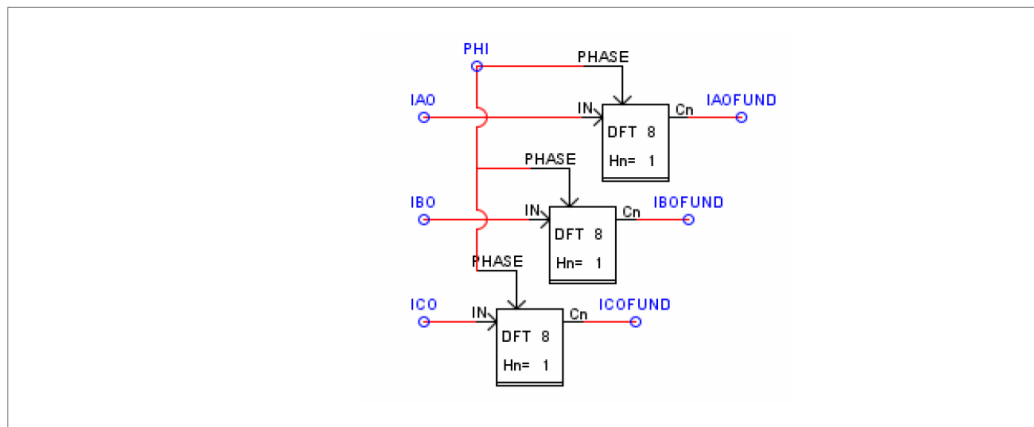 PHI
PHASE
IA0 IN Cn IA0FUND
DFT 8
Hn= 1
PHASE
IB0 IN Cn IB0FUND
DFT 8
Hn= 1
PHASE
IC0 IN Cn IC0FUND
DFT 8
Hn= 1